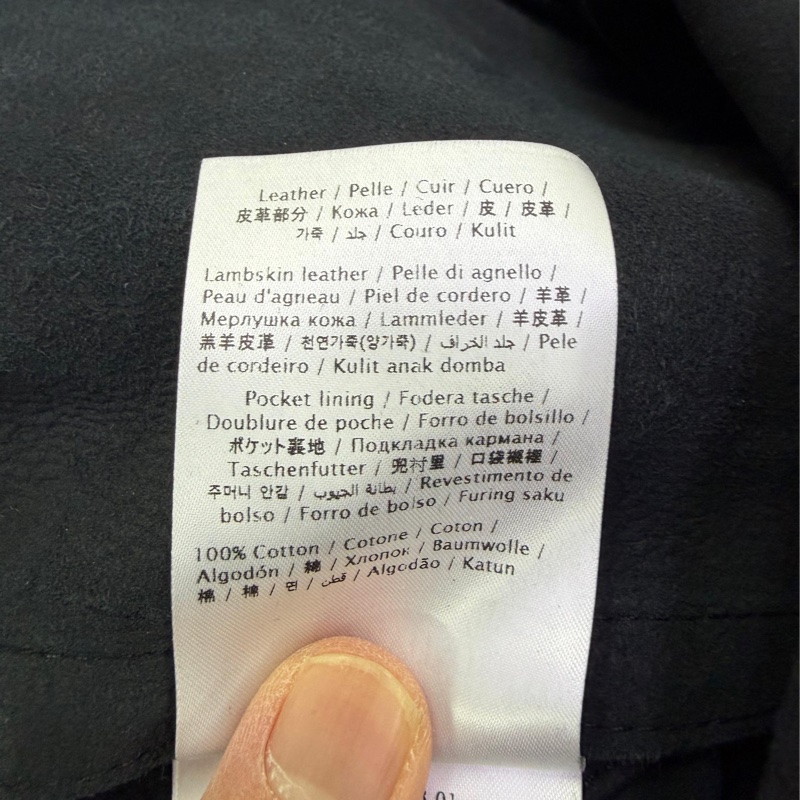 Leather / Pelle / Cuir / Cuero /
皮革部分 / Кожа / Leder / 皮 / 皮革 /
가죽 / جلد / Couro / Kulit
Lambskin leather / Pelle di agnello /
Peau d'agneau / Piel de cordero / 羊革 /
Мерлушка кожа / Lammleder / 羊皮革 /
羔羊皮革 / 천연가죽(양가죽) / جلد الخراف / Pele
de cordeiro / Kulit anak domba
Pocket lining / Fodera tasche /
Doublure de poche / Forro de bolsillo /
ポケット裏地 / Подкладка кармана /
Taschenfutter / 兜衬里 / 口袋襯裡 /
주머니 안감 / بطانة الجيوب / Revestimento de
bolso / Forro de bolso / Furing saku
100% Cotton / Cotone / Coton /
Algodón / 綿 / Хлопок / Baumwolle /
棉 / 棉 / 면 / قطن / Algodão / Katun